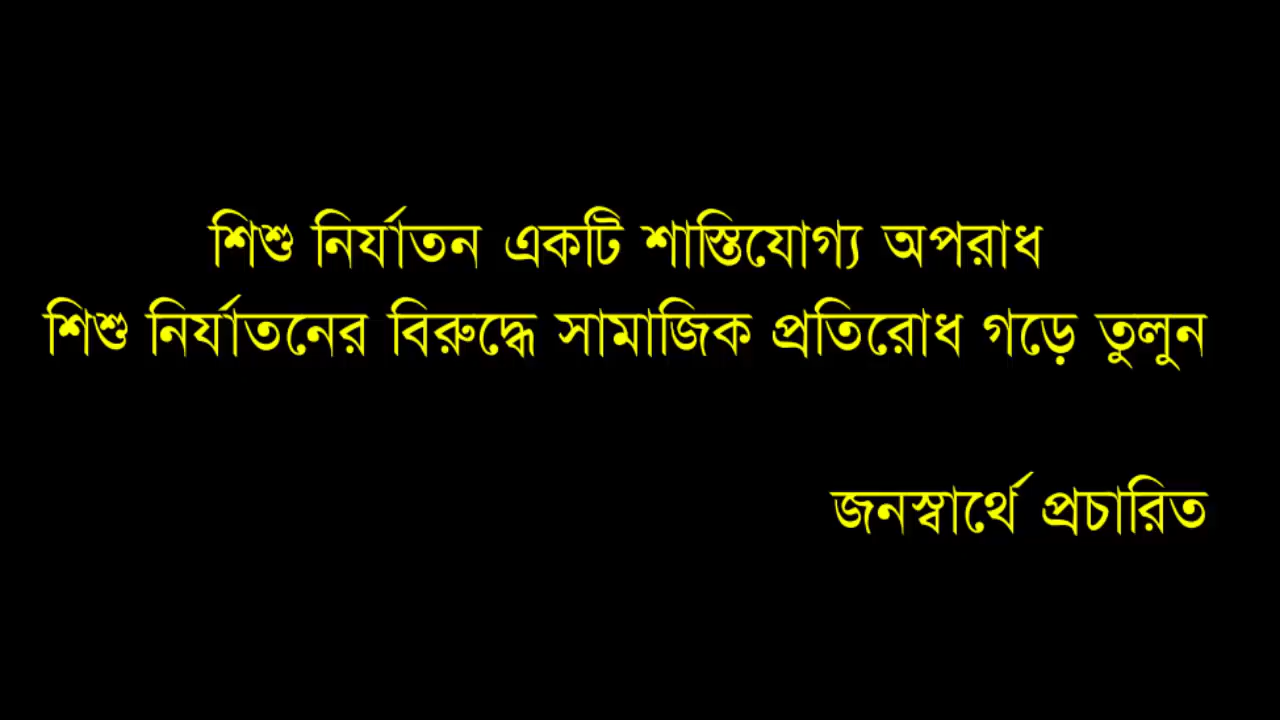 শিশু নির্যাতন একটি শাস্তিযোগ্য অপরাধ
শিশু নির্যাতনের বিরুদ্ধে সামাজিক প্রতিরোধ গড়ে তুলুন
জনস্বার্থে প্রচারিত